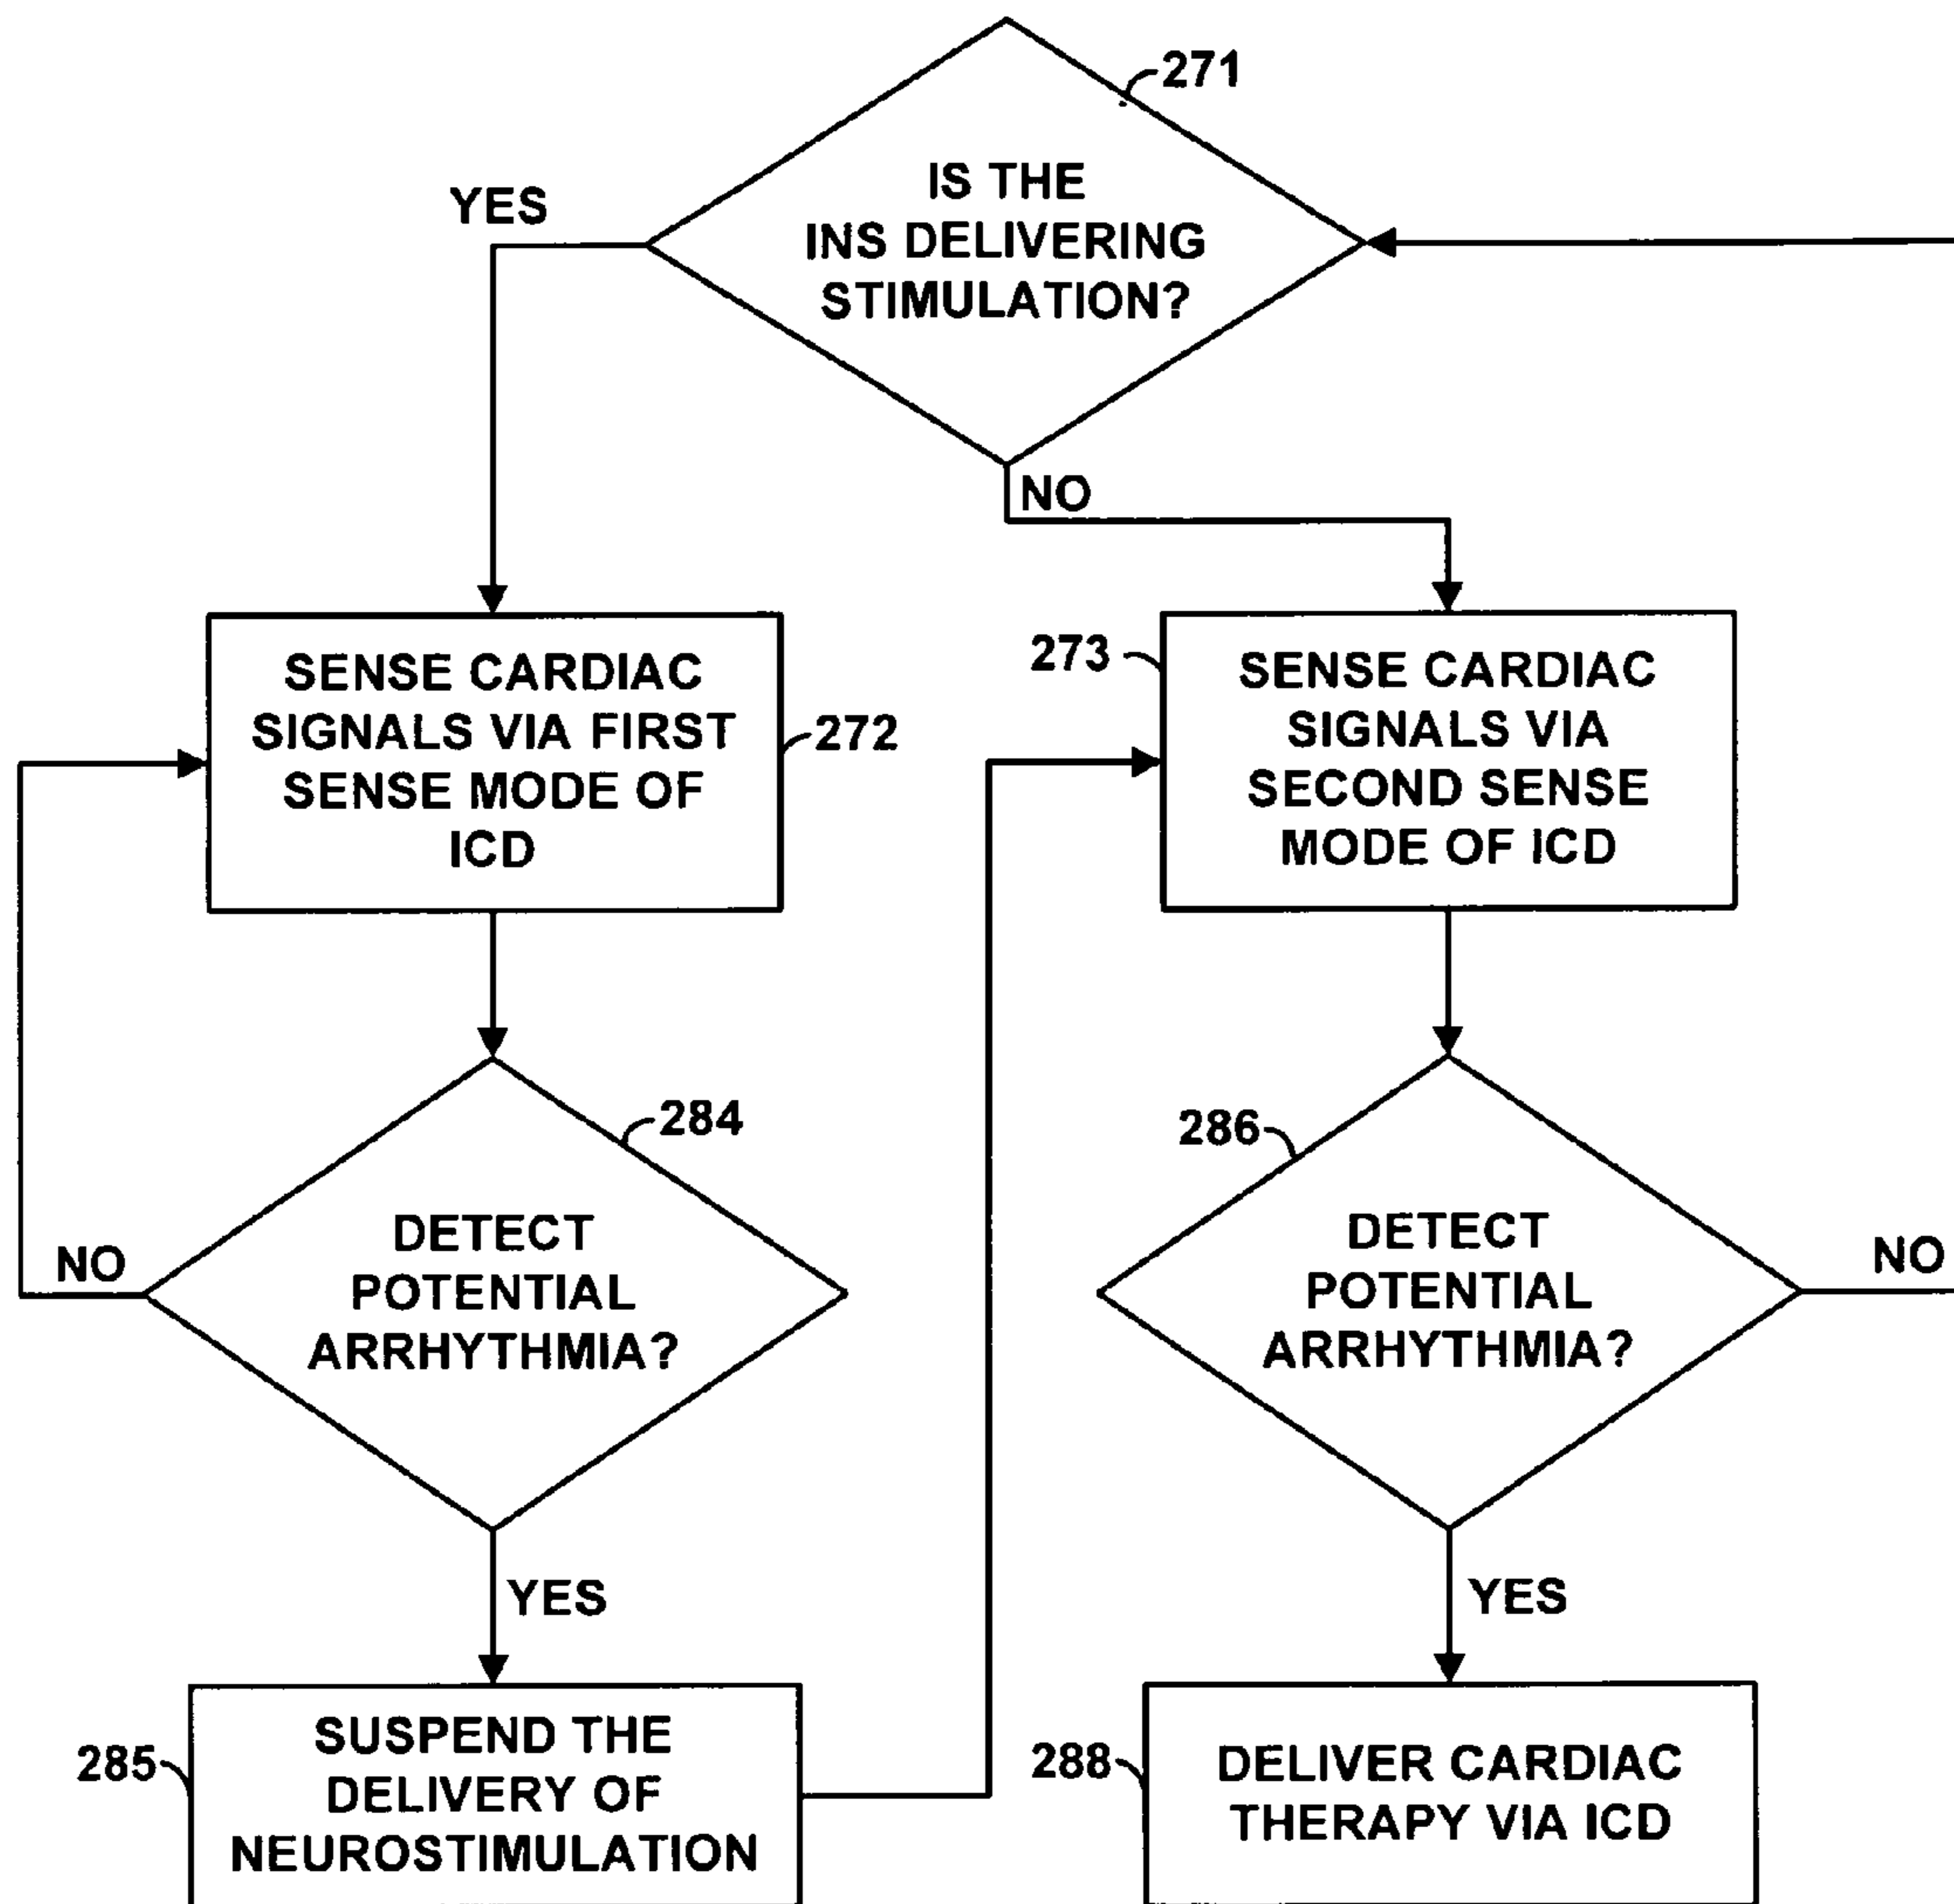 271
IS THE
INS DELIVERING
STIMULATION?
YES
NO
SENSE CARDIAC
SIGNALS VIA FIRST
SENSE MODE OF
ICD
272
273
SENSE CARDIAC
SIGNALS VIA
SECOND SENSE
MODE OF ICD
284
DETECT
POTENTIAL
ARRHYTHMIA?
NO
YES
286
DETECT
POTENTIAL
ARRHYTHMIA?
NO
YES
285
SUSPEND THE
DELIVERY OF
NEUROSTIMULATION
288
DELIVER CARDIAC
THERAPY VIA ICD